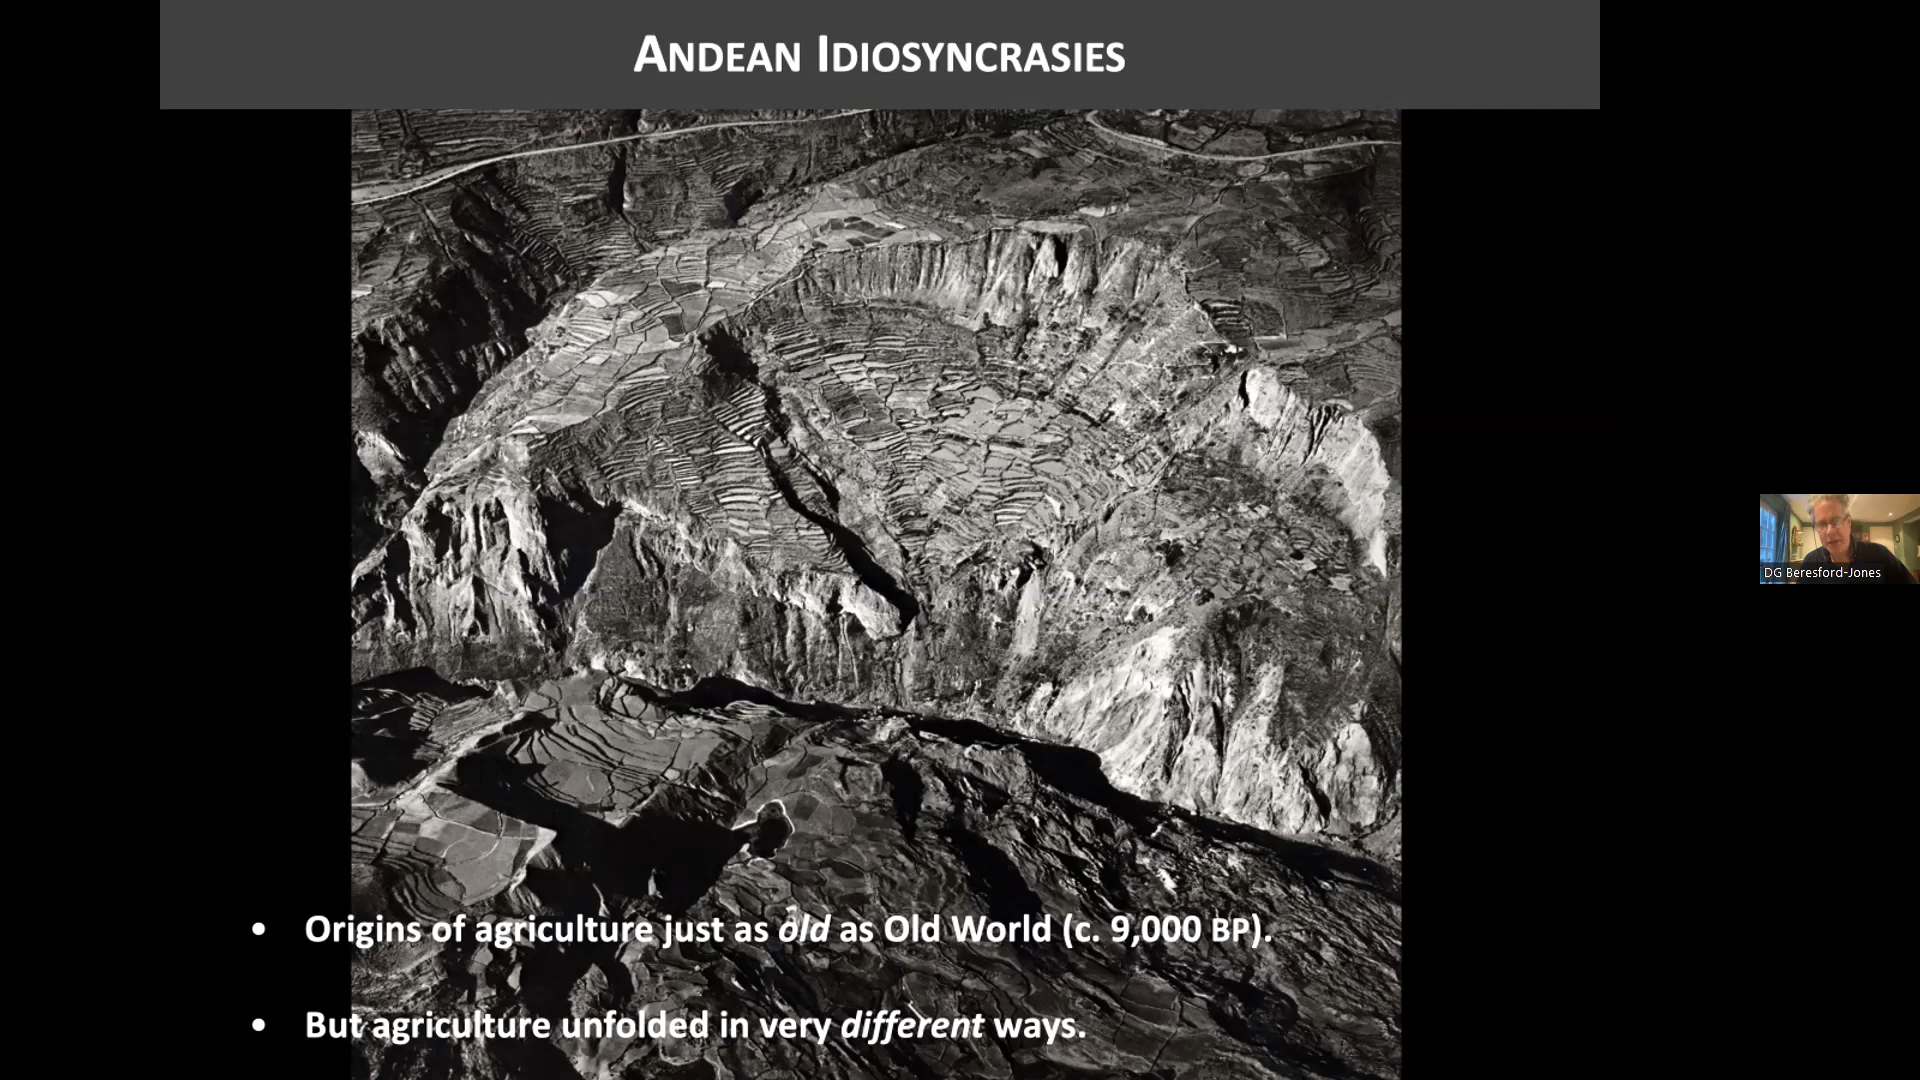 ANDEAN IDIOSYNCRASIES
DG Beresford-Jones
• Origins of agriculture just as old as Old World (c. 9,000 BP).
• But agriculture unfolded in very different ways.